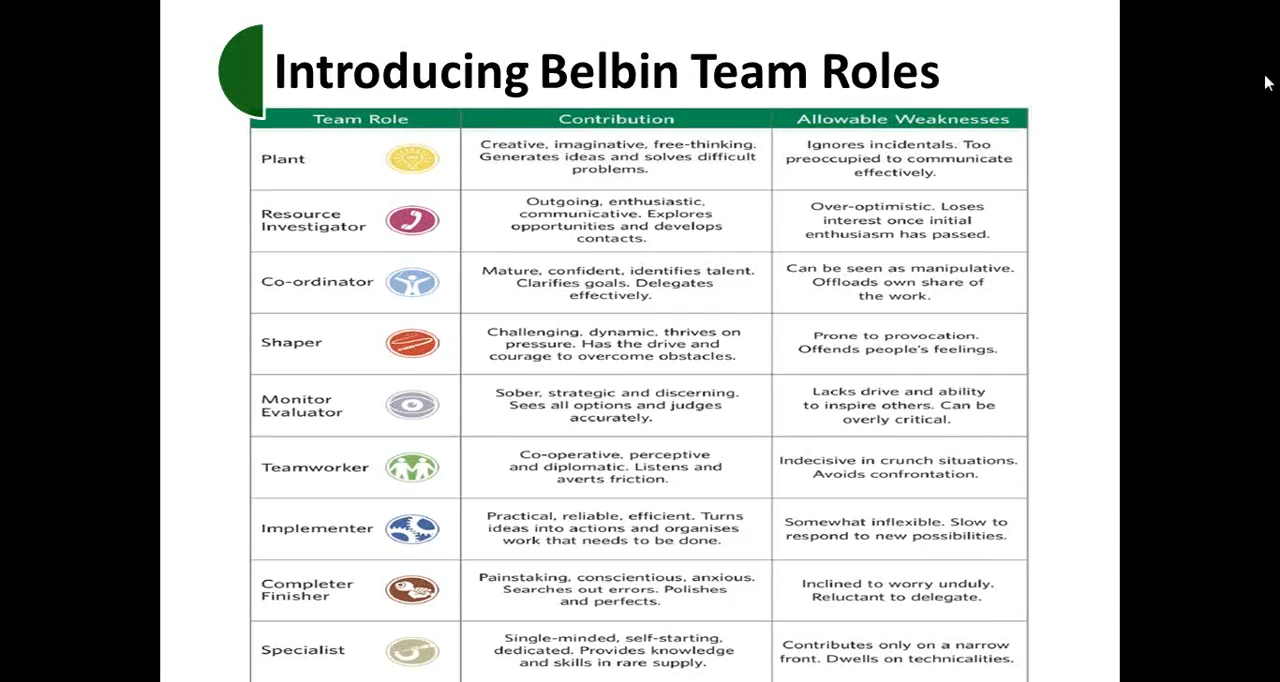 Introducing Belbin Team Roles
Team Role
Contribution
Allowable Weaknesses
Plant
Creative, imaginative, free-thinking.
Generates ideas and solves difficult
problems.
Ignores incidentals. Too
preoccupied to communicate
effectively.
Resource
Investigator
Outgoing, enthusiastic,
communicative. Explores
opportunities and develops
contacts.
Over-optimistic. Loses
interest once initial
enthusiasm has passed.
Co-ordinator
Mature, confident, identifies talent.
Clarifies goals. Delegates
effectively.
Can be seen as manipulative.
Offloads own share of
the work.
Shaper
Challenging, dynamic, thrives on
pressure. Has the drive and
courage to overcome obstacles.
Prone to provocation.
Offends people's feelings.
Monitor
Evaluator
Sober, strategic and discerning.
Sees all options and judges
accurately.
Lacks drive and ability
to inspire others. Can be
overly critical.
Teamworker
Co-operative, perceptive
and diplomatic. Listens and
averts friction.
Indecisive in crunch situations.
Avoids confrontation.
Implementer
Practical, reliable, efficient. Turns
ideas into actions and organises
work that needs to be done.
Somewhat inflexible. Slow to
respond to new possibilities.
Completer
Finisher
Painstaking, conscientious, anxious.
Searches out errors. Polishes
and perfects.
Inclined to worry unduly.
Reluctant to delegate.
Specialist
Single-minded, self-starting,
dedicated. Provides knowledge
and skills in rare supply.
Contributes only on a narrow
front. Dwells on technicalities.